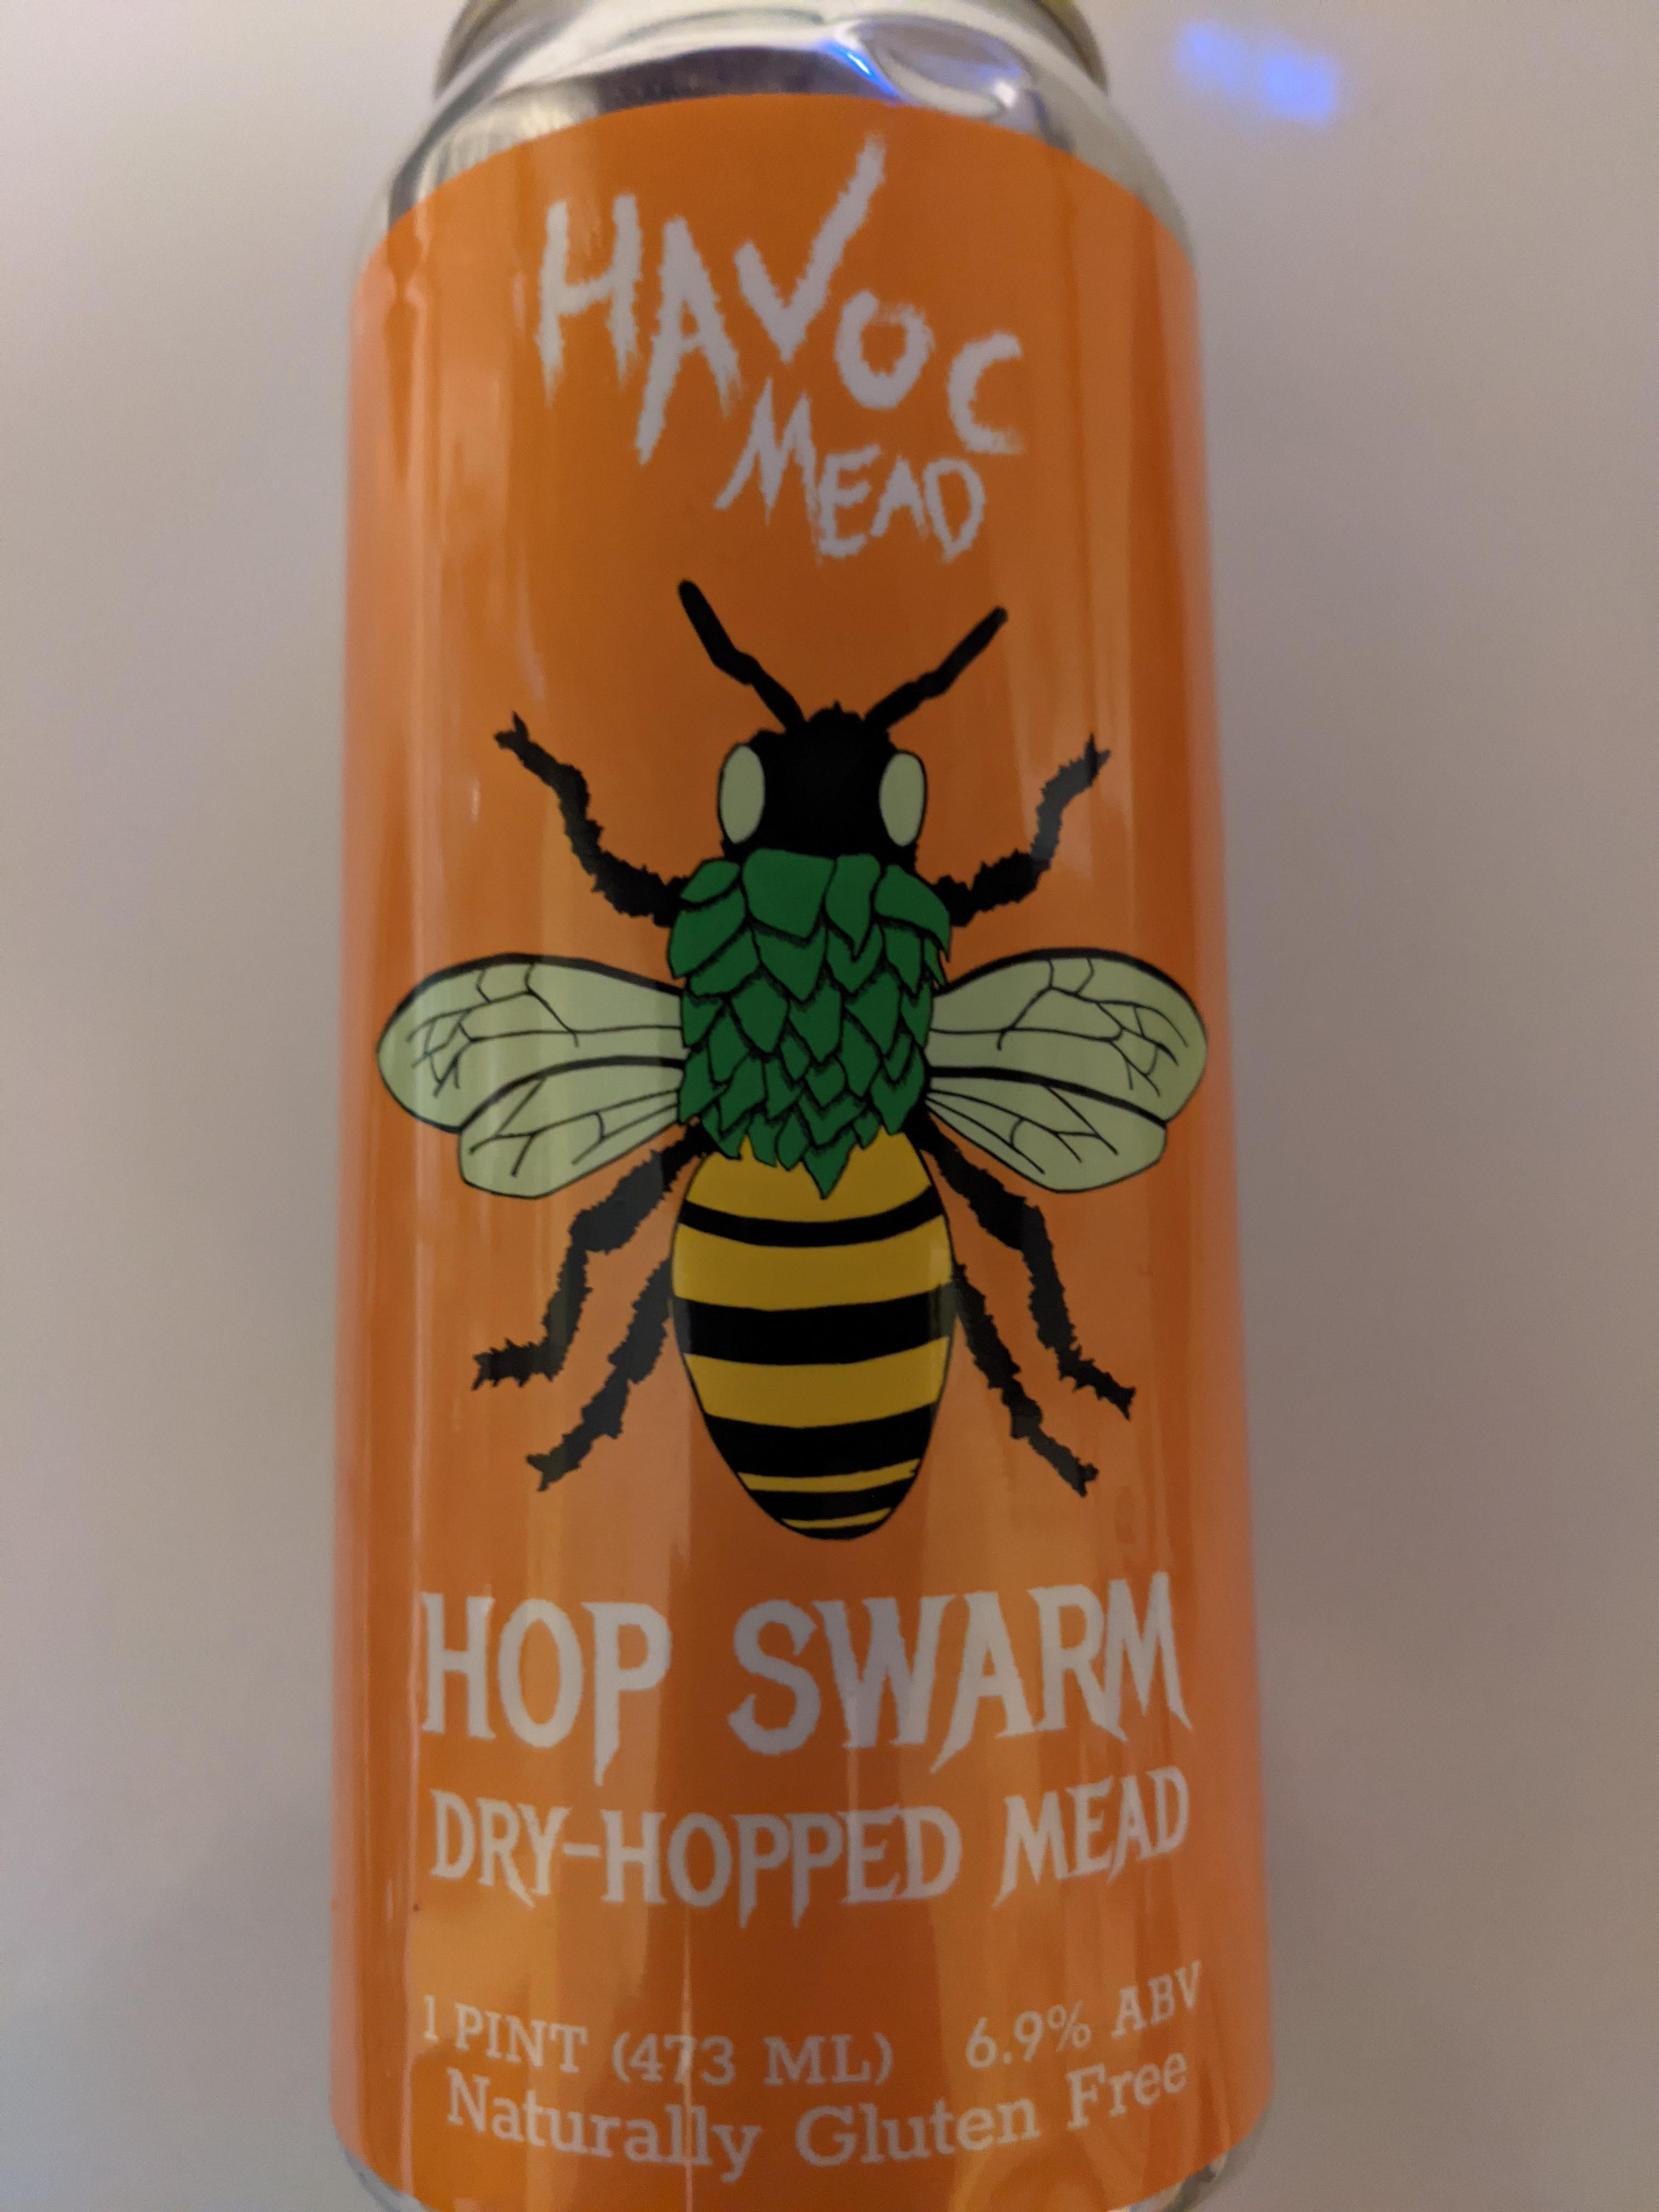 HAVOC
MEAD
HOP SWARM
DRY-HOPPED MEAD
1 PINT (473 ML) 6.9% ABV
Naturally Gluten Free